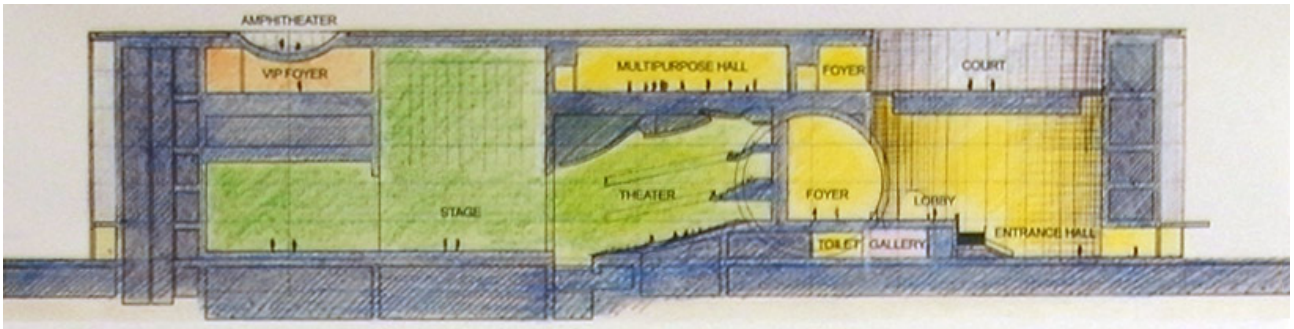 AMPHITHEATER
VIP FOYER
MULTIPURPOSE HALL
FOYER
COURT
STAGE
THEATER
FOYER
LOBBY
TOILET
GALLERY
ENTRANCE HALL